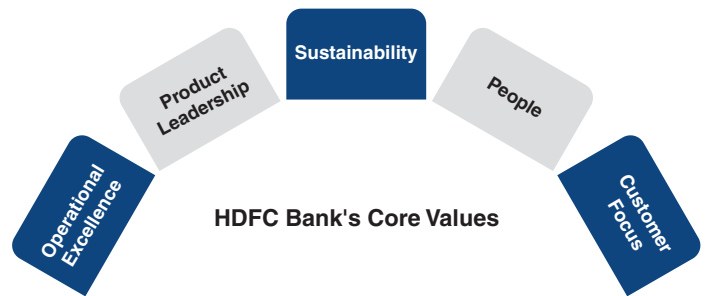 Operational
Excellence
Product
Leadership
Sustainability
People
Customer
Focus
HDFC Bank's Core Values